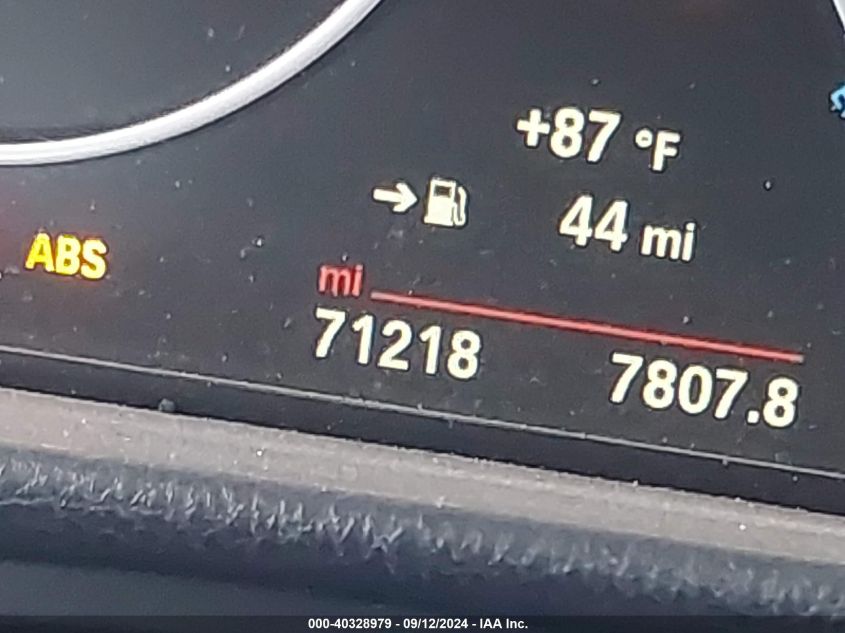 +87 °F
→ 44 mi
ABS
mi
71218 7807.8
000-40328979 - 09/12/2024 - IAA Inc.